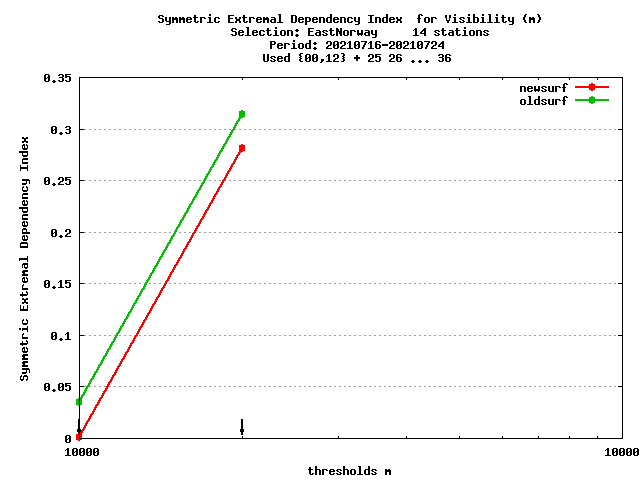 Symmetric Extremal Dependency Index  for Visibility (m)
Selection: EastNorway     14 stations
Period: 20210716-20210724
Used {00,12} + 25 26 ... 36
newsurf
oldsurf
Symmetric Extremal Dependency Index
0.35
0.3
0.25
0.2
0.15
0.1
0.05
0
10000
10000
thresholds m